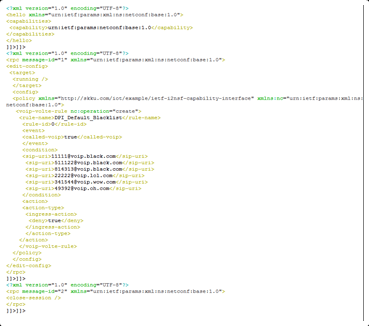 <?xml version="1.0" encoding="UTF-8"?>
<hello xmlns="urn:ietf:params:xml:ns:netconf:base:1.0">
<capabilities>
<capability>urn:ietf:params:netconf:base:1.0</capability>
</capabilities>
</hello>
]]>]]>
<?xml version="1.0" encoding="UTF-8"?>
<rpc message-id="1" xmlns="urn:ietf:params:xml:ns:netconf:base:1.0">
<edit-config>
<target>
<running />
</target>
<config>
<policy xmlns="http://skku.com/ict/example/ietf-i2nsf-capability-interface" xmlns:nc="urn:ietf:params:xml:ns:
netconf:base:1.0">
<voip-volte-rule nc:operation="create">
<rule-name>DPI_Default_Blacklist</rule-name>
<rule-id>0</rule-id>
<event>
<called-voip>true</called-voip>
</event>
<condition>
<sip-uri>11111@voip.black.com</sip-uri>
<sip-uri>511122@voip.black.com</sip-uri>
<sip-uri>@voip.black.com</sip-uri>
<sip-uri>22222@voip.lol.com</sip-uri>
<sip-uri>@voip.wow.com</sip-uri>
<sip-uri>49392@voip.oh.com</sip-uri>
</condition>
<action>
<action-type>
<ingress-action>
<deny>true</deny>
</ingress-action>
</action-type>
</action>
</voip-volte-rule>
</policy>
</config>
</edit-config>
</rpc>
]]>]]>
<?xml version="1.0" encoding="UTF-8"?>
<rpc message-id="2" xmlns="urn:ietf:params:xml:ns:netconf:base:1.0">
<close-session />
</rpc>
]]>]]>